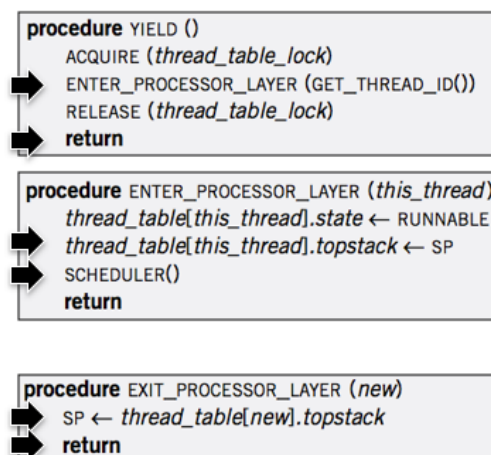 procedure YIELD ()
ACQUIRE (thread_table_lock)
ENTER_PROCESSOR_LAYER (GET_THREAD_ID())
RELEASE (thread_table_lock)
return
procedure ENTER_PROCESSOR_LAYER (this_thread)
thread_table[this_thread].state ← RUNNABLE
thread_table[this_thread].topstack ← SP
SCHEDULER()
return
procedure EXIT_PROCESSOR_LAYER (new)
SP ← thread_table[new].topstack
return